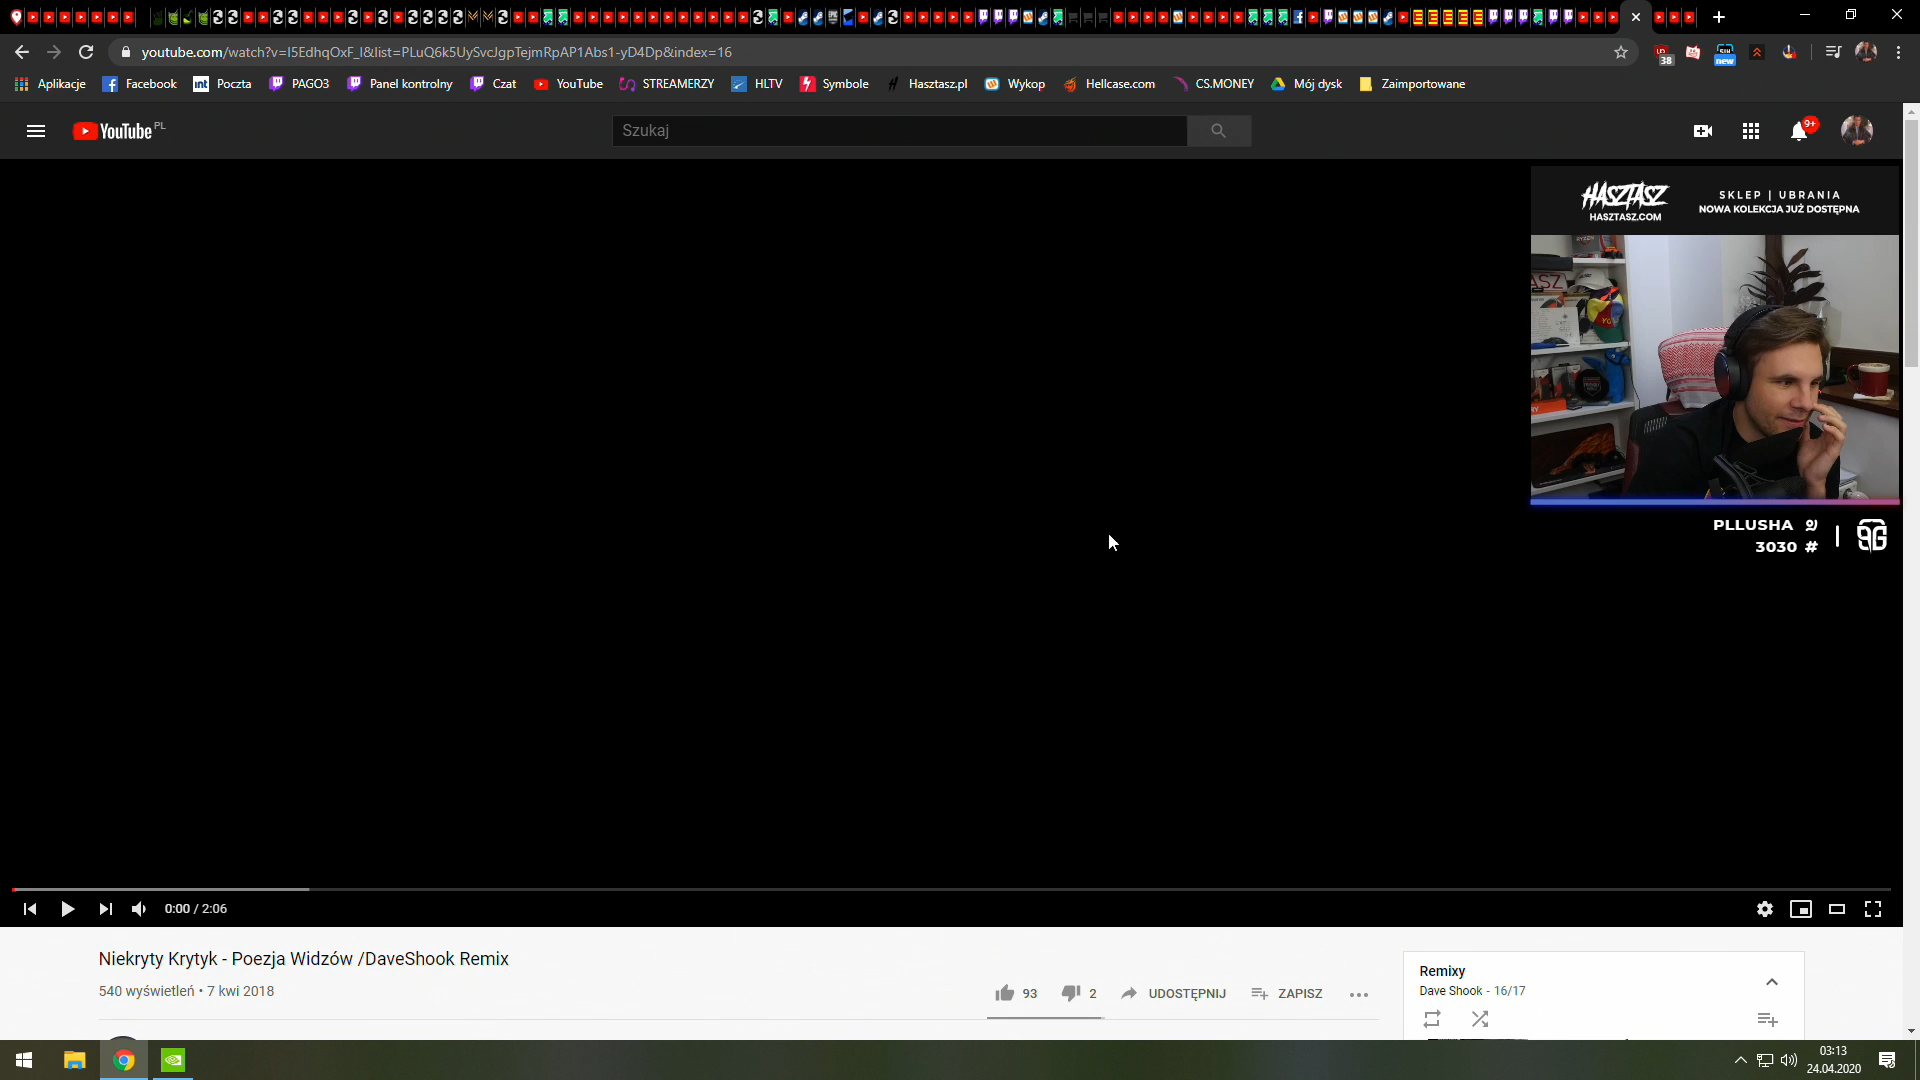 youtube.com/watch?v=I5EdhqOxF_I&list=PLuQ6k5UySvcJgpTejmRpAP1Abs1-yD4Dp&index=16
38
new
Aplikacje
Facebook
int Poczta
PAGO3
Panel kontrolny
Czat
YouTube
STREAMERZY
HLTV
Symbole
Hasztasz.pl
Wykop
Hellcase.com
CS.MONEY
Mój dysk
Zaimportowane
YouTube PL
Szukaj
9+
HASZTASZ
HASZTASZ.COM
SKLEP | UBRANIA
NOWA KOLEKCJA JUŻ DOSTĘPNA
PLLUSHA
3030 #
0:00 / 2:06
Niekryty Krytyk - Poezja Widzów /DaveShook Remix
540 wyświetleń • 7 kwi 2018
93
2
UDOSTĘPNIJ
ZAPISZ
Remixy
Dave Shook - 16/17
03:13
24.04.2020